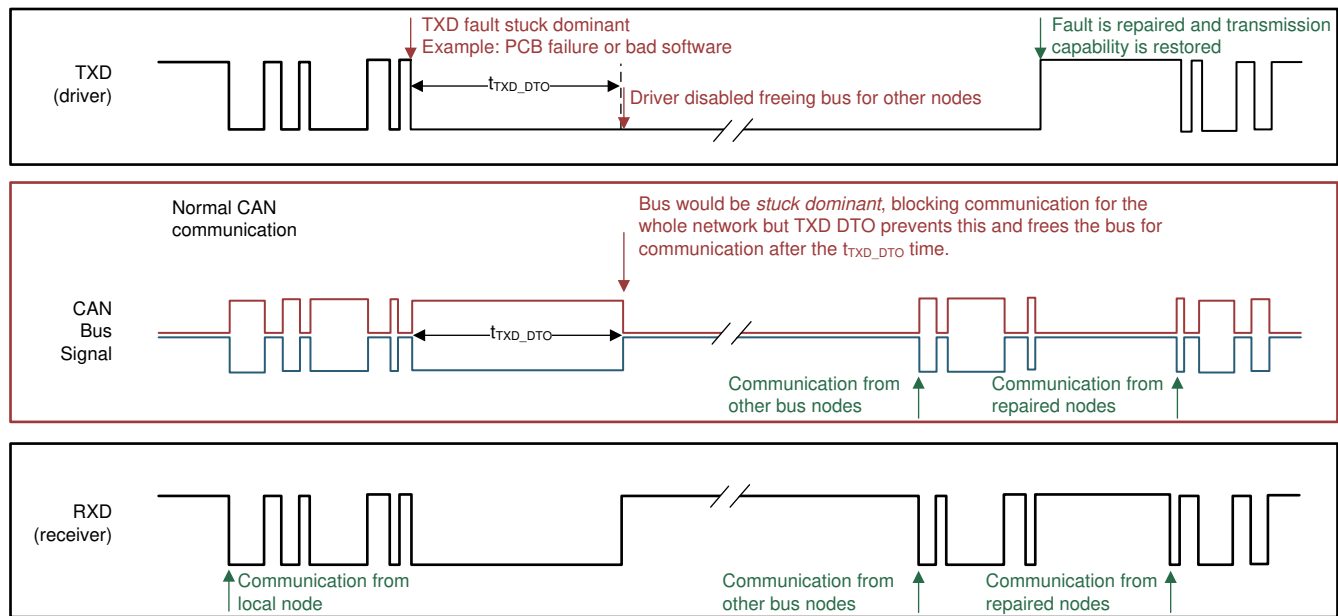 TXD fault stuck dominant
Example: PCB failure or bad software
Fault is repaired and transmission
capability is restored
TXD
(driver)
tTXD_DTO
Driver disabled freeing bus for other nodes
Normal CAN
communication
Bus would be stuck dominant, blocking communication for the
whole network but TXD DTO prevents this and frees the bus for
communication after the tTXD_DTO time.
CAN
Bus
Signal
tTXD_DTO
Communication from
other bus nodes
Communication from
repaired nodes
RXD
(receiver)
Communication from
local node
Communication from
other bus nodes
Communication from
repaired nodes